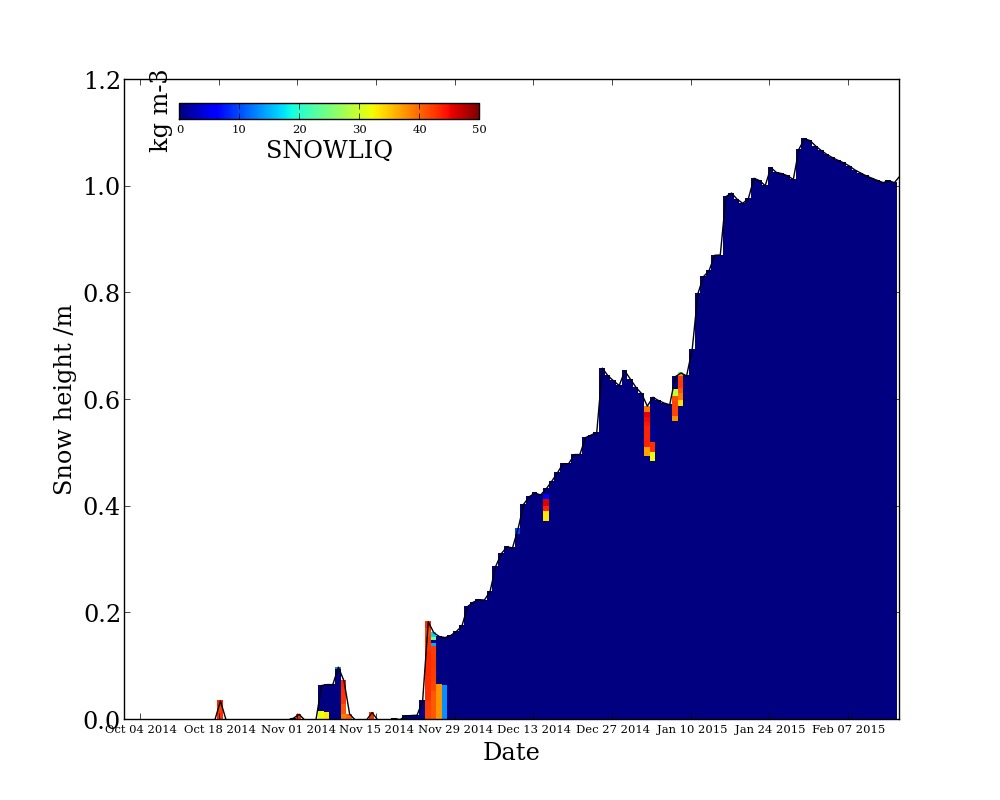 1.2
kg m-3
0 10 20 30 40 50
SNOWLIQ
1.0
0.8
Snow height /m
0.6
0.4
0.2
0.0
Oct 04 2014 Oct 18 2014 Nov 01 2014 Nov 15 2014 Nov 29 2014 Dec 13 2014 Dec 27 2014 Jan 10 2015 Jan 24 2015 Feb 07 2015
Date